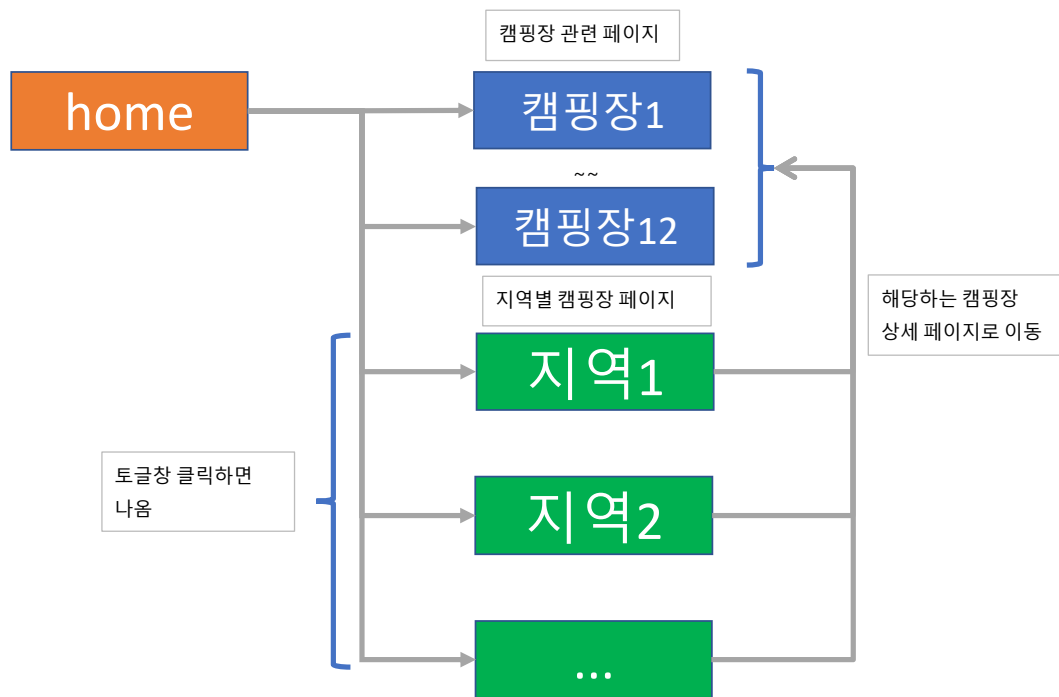 캠핑장 관련 페이지
home
캠핑장1
~~
캠핑장12
지역별 캠핑장 페이지
해당하는 캠핑장
상세 페이지로 이동
지역1
토글창 클릭하면
나옴
지역2
...